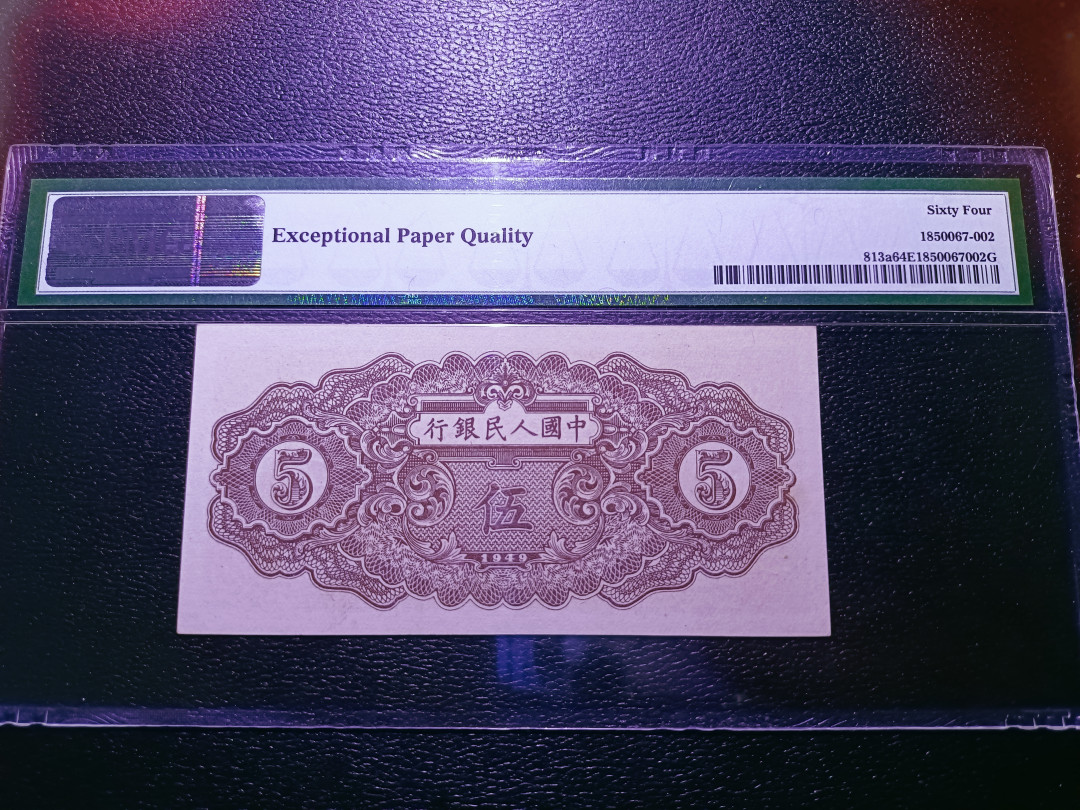 Exceptional Paper Quality
Sixty Four
1850067-002
813a64E1850067002G
行銀民人國中
5
伍
5
1949